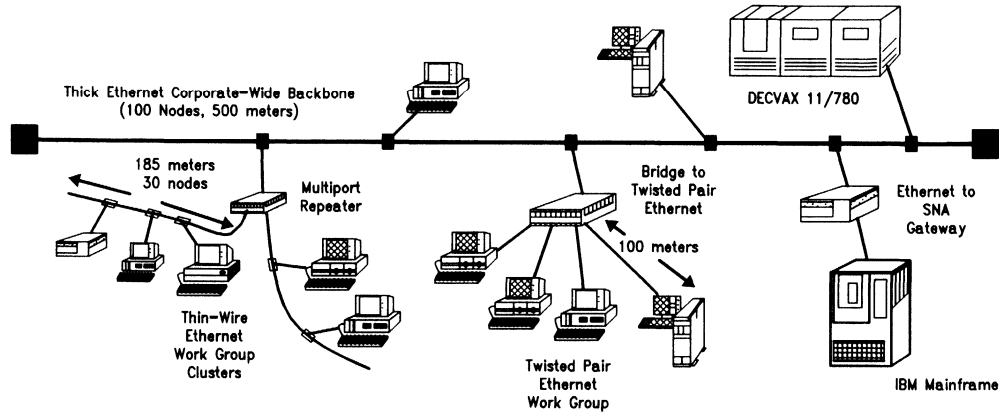 Thick Ethernet Corporate-Wide Backbone
(100 Nodes, 500 meters)
DECVAX 11/780
185 meters
30 nodes
Multiport
Repeater
Bridge to
Twisted Pair
Ethernet
Ethernet to
SNA
Gateway
100 meters
Thin-Wire
Ethernet
Work Group
Clusters
Twisted Pair
Ethernet
Work Group
IBM Mainframe